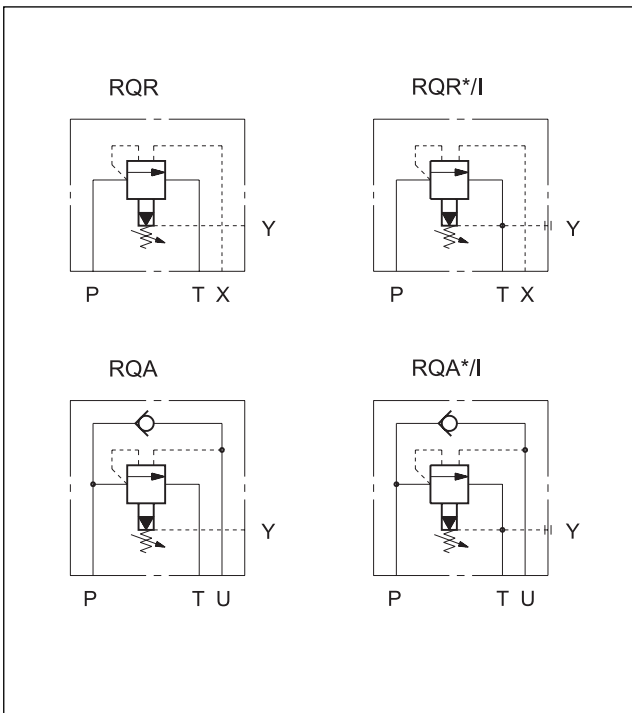 RQR RQR*/I
Y Y
P T X P T X
RQA RQA*/I
Y Y
P T U P T U